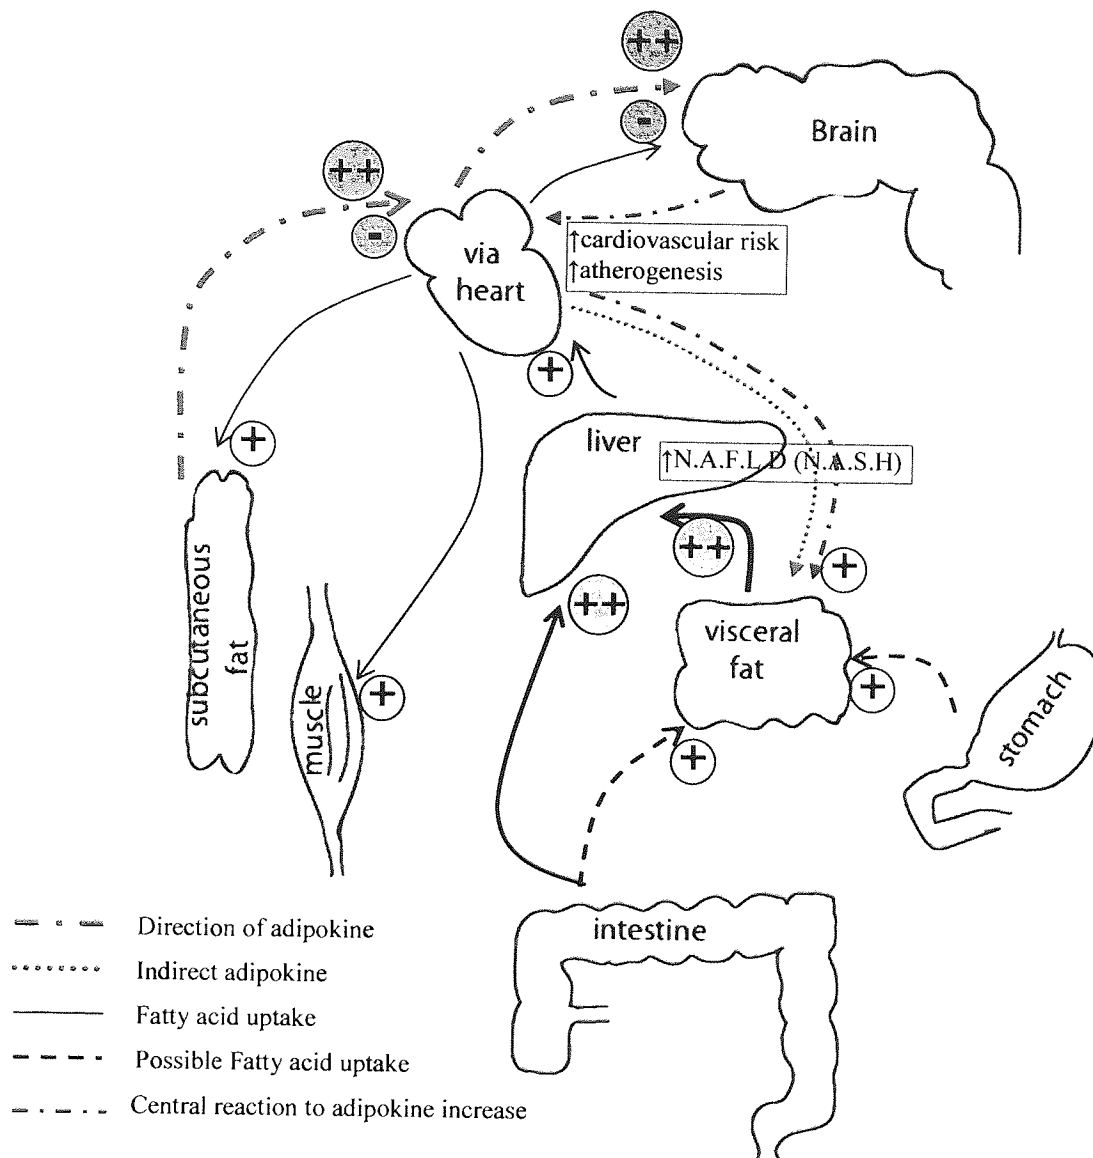 ++
++
-
Brain
++
-
via
heart
↑cardiovascular risk
↑atherogenesis
+
+
liver
↑N.A.F.L.D (N.A.S.H)
++
+
++
visceral
fat
subcutaneous
fat
muscle
+
+
stomach
+
intestine
Direction of adipokine
Indirect adipokine
Fatty acid uptake
Possible Fatty acid uptake
Central reaction to adipokine increase